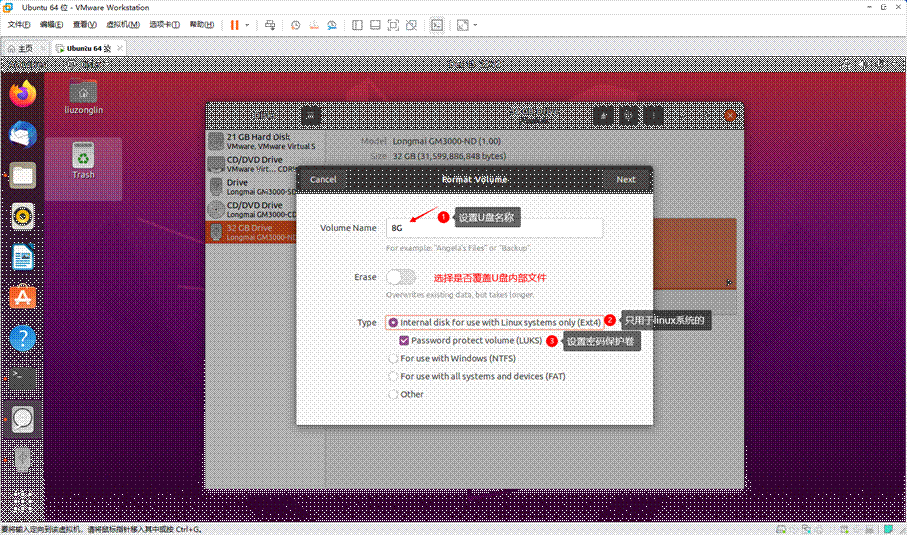 Ubuntu 64 位 - VMware Workstation
文件(F) 编辑(E) 查看(V) 虚拟机(M) 选项卡(T) 帮助(H)
主页 Ubuntu 64 位
liuzonglin
Trash
21 GB Hard Disk
VMware, VMware Virtual S
CD/DVD Drive
Drive
Longmai GM3000-SD
CD/DVD Drive
Longmai GM3000-CD
32 GB Drive
Longmai GM3000-ND
Model Longmai GM3000-ND (1.00)
Size 32 GB (31,599,886,848 bytes)
Cancel Format Volume Next
1 设置U盘名称
Volume Name 8G
For example: "Angela's Files" or "Backup".
Erase 选择是否覆盖U盘内部文件
Overwrites existing data, but takes longer.
Type Internal disk for use with Linux systems only (Ext4) 2 只用于linux系统的
Password protect volume (LUKS) 3 设置密码保护卷
For use with Windows (NTFS)
For use with all systems and devices (FAT)
Other
要将输入定向到该虚拟机，请将鼠标指针移入其中或按 Ctrl+G。